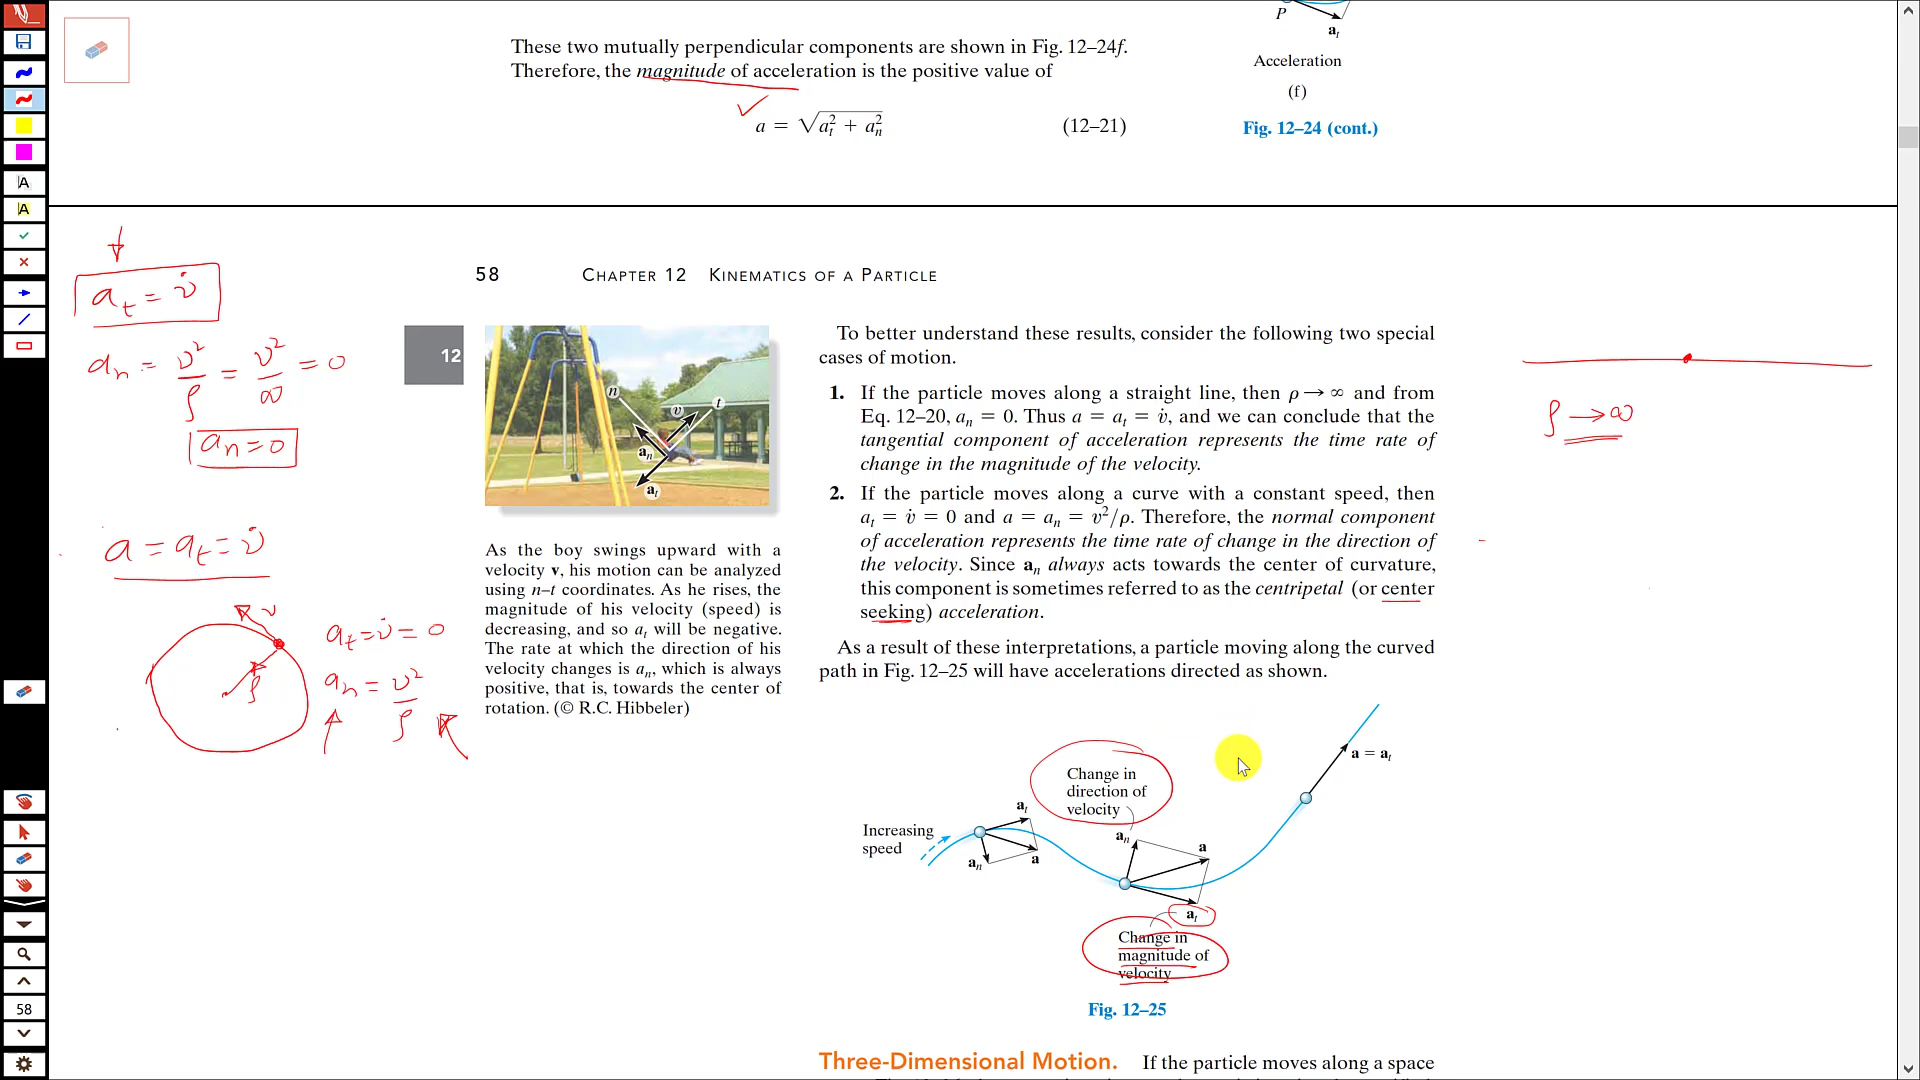 P
a_t
Acceleration
(f)
Fig. 12–24 (cont.)
These two mutually perpendicular components are shown in Fig. 12–24f.
Therefore, the magnitude of acceleration is the positive value of
a = √(a_t² + a_n²) (12–21)
58 CHAPTER 12 KINEMATICS OF A PARTICLE
12
a_t = v̇
a_n = v²/ρ = v²/∞ = 0
a_n = 0
a = a_t = v̇
v
ρ
a_t = v̇ = 0
a_n = v²/ρ
n
v
t
a_n
a_t
As the boy swings upward with a
velocity v, his motion can be analyzed
using n–t coordinates. As he rises, the
magnitude of his velocity (speed) is
decreasing, and so a_t will be negative.
The rate at which the direction of his
velocity changes is a_n, which is always
positive, that is, towards the center of
rotation. (© R.C. Hibbeler)
To better understand these results, consider the following two special
cases of motion.
1. If the particle moves along a straight line, then ρ → ∞ and from
Eq. 12–20, a_n = 0. Thus a = a_t = v̇, and we can conclude that the
tangential component of acceleration represents the time rate of
change in the magnitude of the velocity.
2. If the particle moves along a curve with a constant speed, then
a_t = v̇ = 0 and a = a_n = v²/ρ. Therefore, the normal component
of acceleration represents the time rate of change in the direction of
the velocity. Since a_n always acts towards the center of curvature,
this component is sometimes referred to as the centripetal (or center
seeking) acceleration.
As a result of these interpretations, a particle moving along the curved
path in Fig. 12–25 will have accelerations directed as shown.
ρ → ∞
Increasing
speed
a_t
a_n
a
Change in
direction of
velocity
a_n
a
a_t
Change in
magnitude of
velocity
a = a_t
Fig. 12–25
Three-Dimensional Motion. If the particle moves along a space
A
A
58